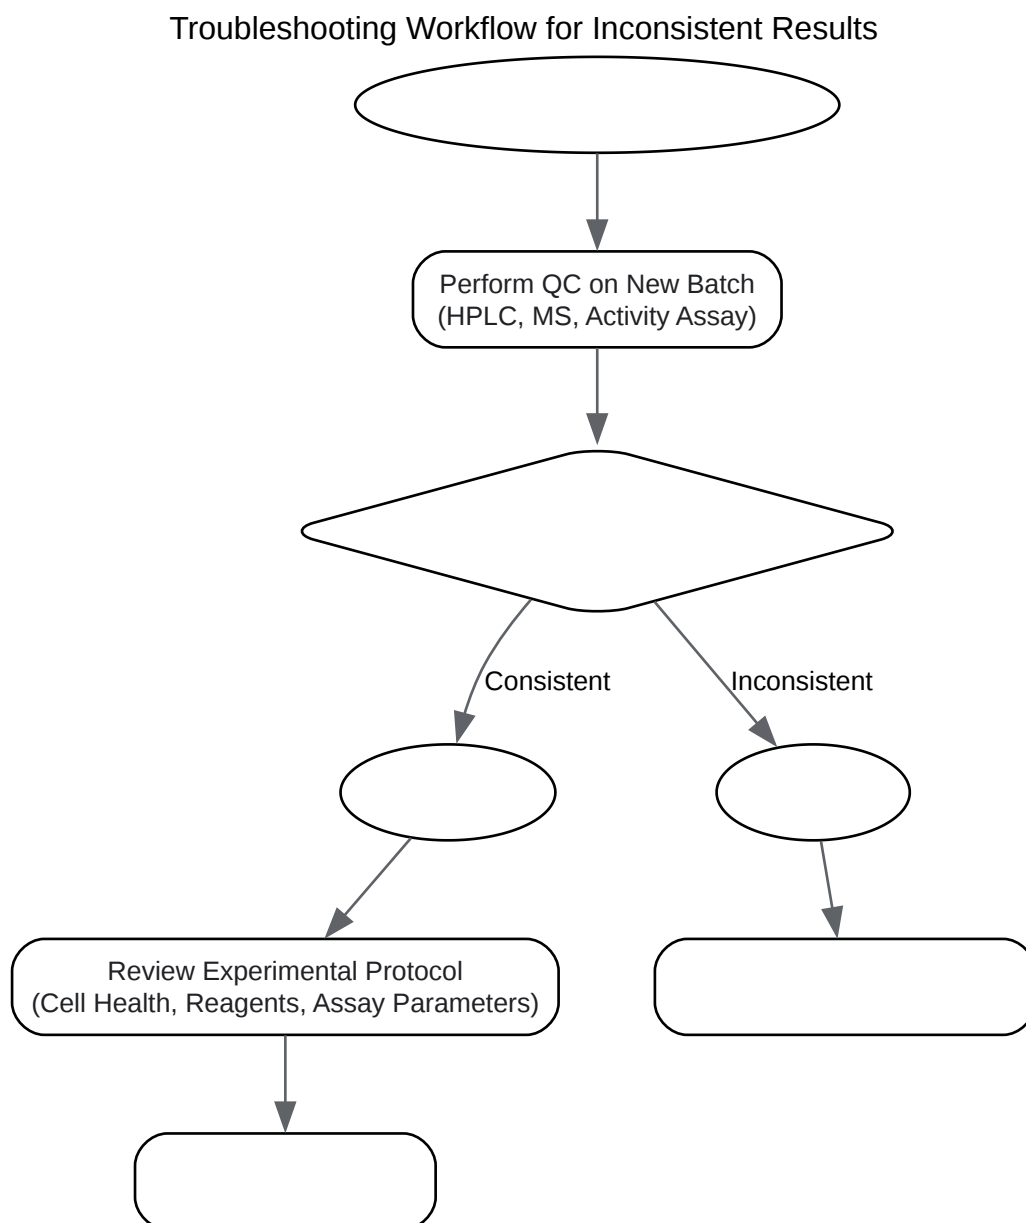 Troubleshooting Workflow for Inconsistent Results
Perform QC on New Batch
(HPLC, MS, Activity Assay)
Consistent
Inconsistent
Review Experimental Protocol
(Cell Health, Reagents, Assay Parameters)